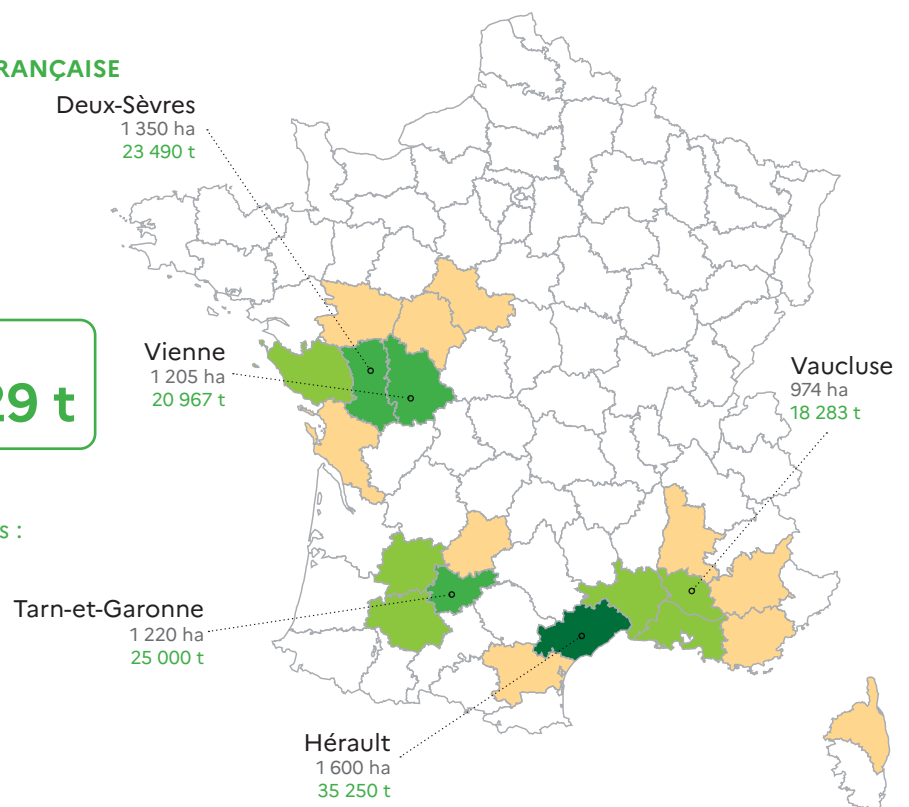 RANÇAISE
Deux-Sèvres
1 350 ha
23 490 t
Vienne
1 205 ha
20 967 t
29 t
Vaucluse
974 ha
18 283 t
s :
Tarn-et-Garonne
1 220 ha
25 000 t
Hérault
1 600 ha
35 250 t